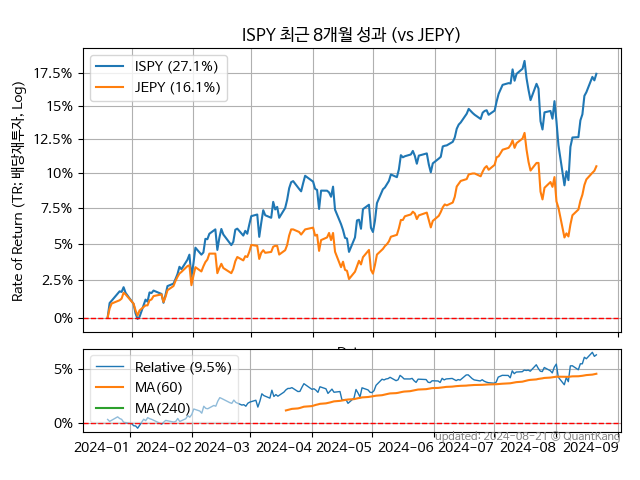 ISPY 최근 8개월 성과 (vs JEPY)
Rate of Return (TR: 배당재투자, Log)
17.5%
15%
12.5%
10%
7.5%
5%
2.5%
0%
ISPY (27.1%)
JEPY (16.1%)
5%
0%
Relative (9.5%)
MA(60)
MA(240)
2024-01 2024-02 2024-03 2024-04 2024-05 2024-06 2024-07 2024-08 2024-09
updated: 2024-08-21 © QuantKang